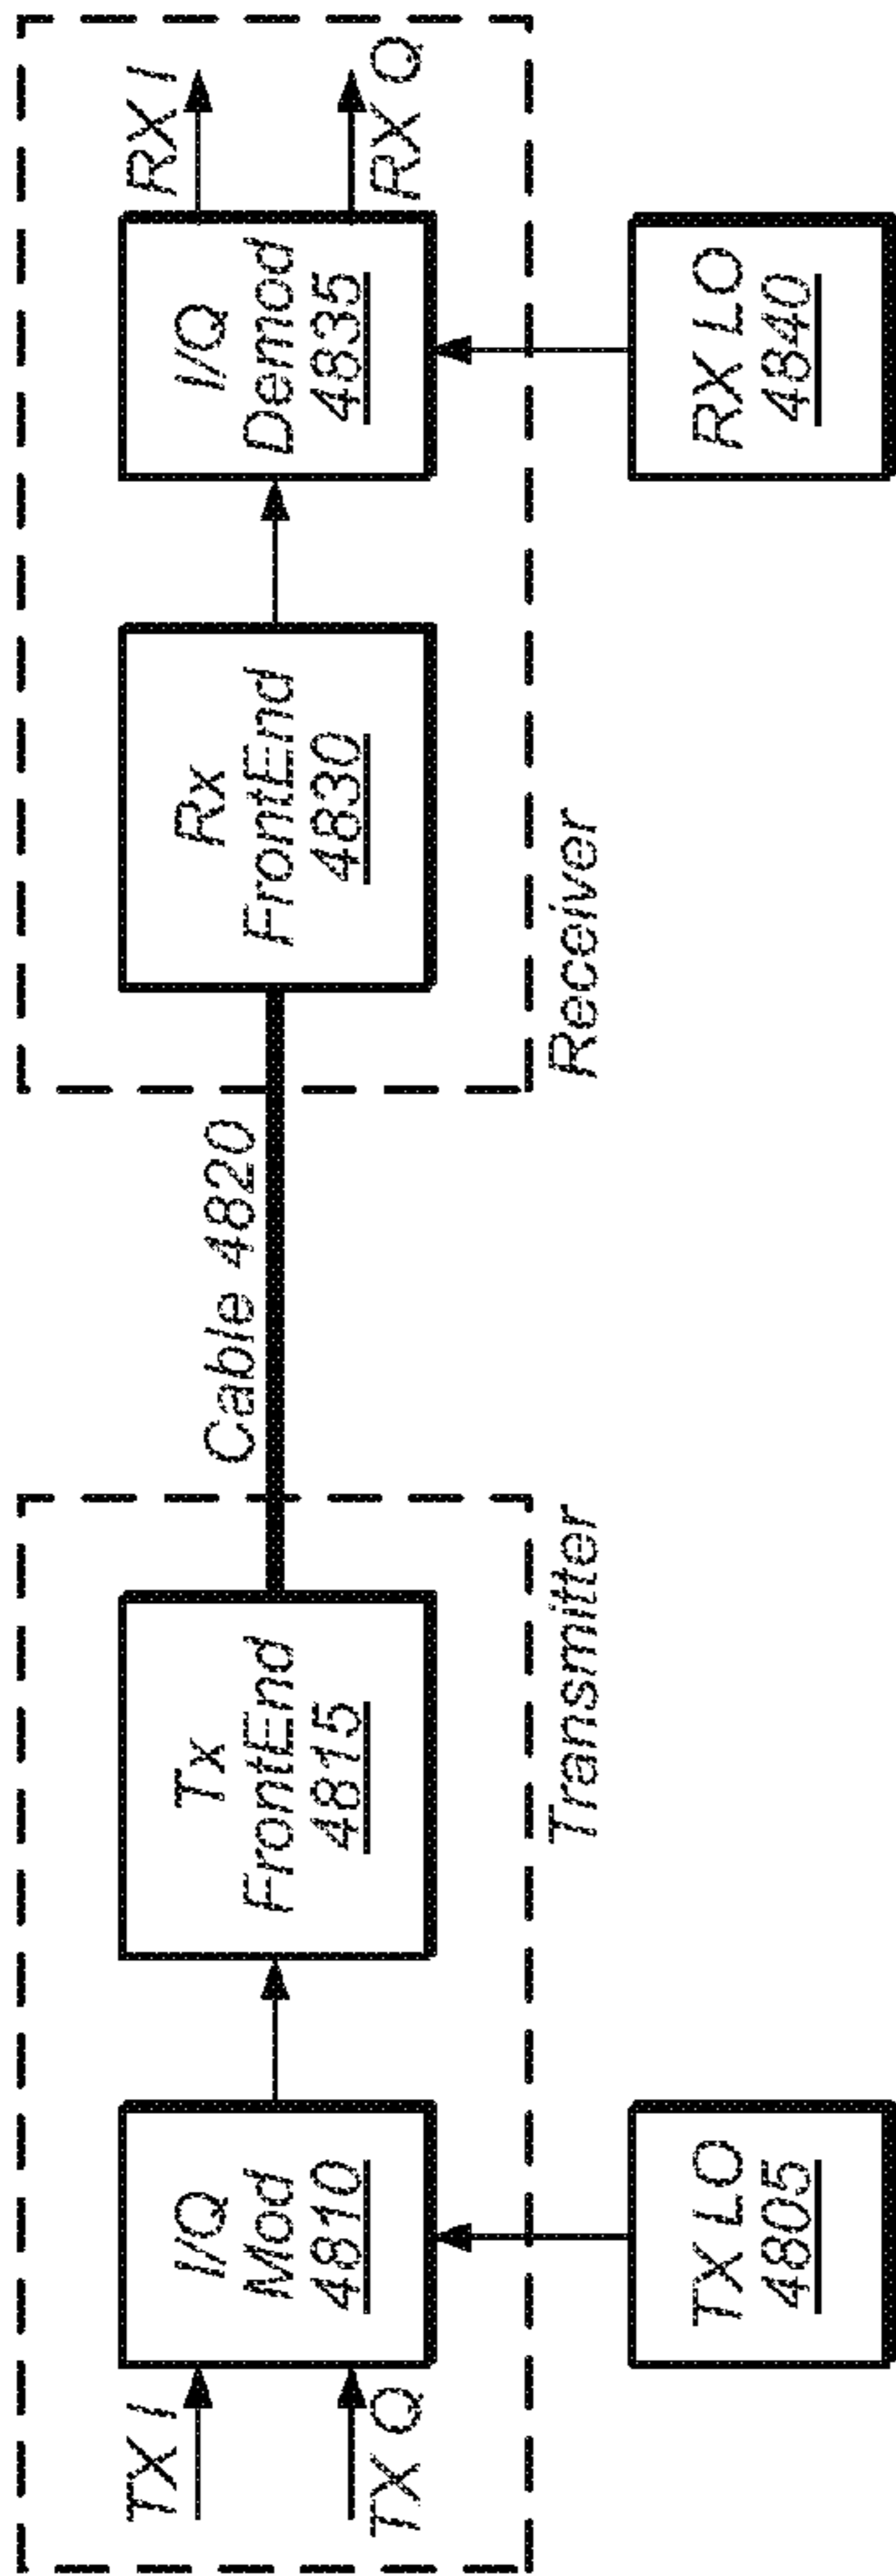 TX I
TX Q
I/Q
Mod
4810
Tx
FrontEnd
4815
Cable 4820
Rx
FrontEnd
4830
I/Q
Demod
4835
RX I
RX Q
Transmitter
Receiver
TX LO
4805
RX LO
4840